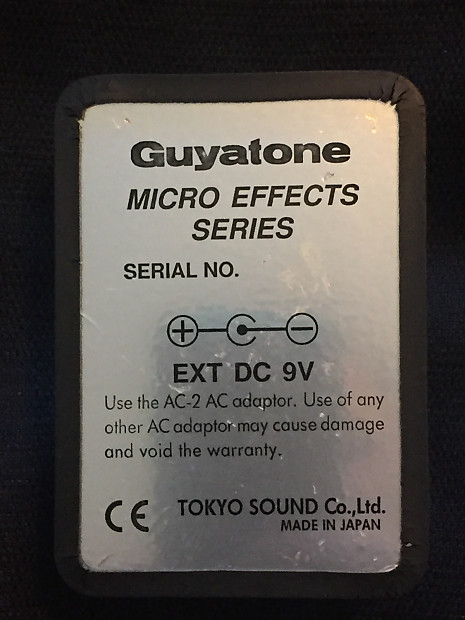 Guyatone
MICRO EFFECTS
SERIES
SERIAL NO.
EXT DC 9V
Use the AC-2 AC adaptor. Use of any
other AC adaptor may cause damage
and void the warranty.
CE TOKYO SOUND Co.,Ltd.
MADE IN JAPAN